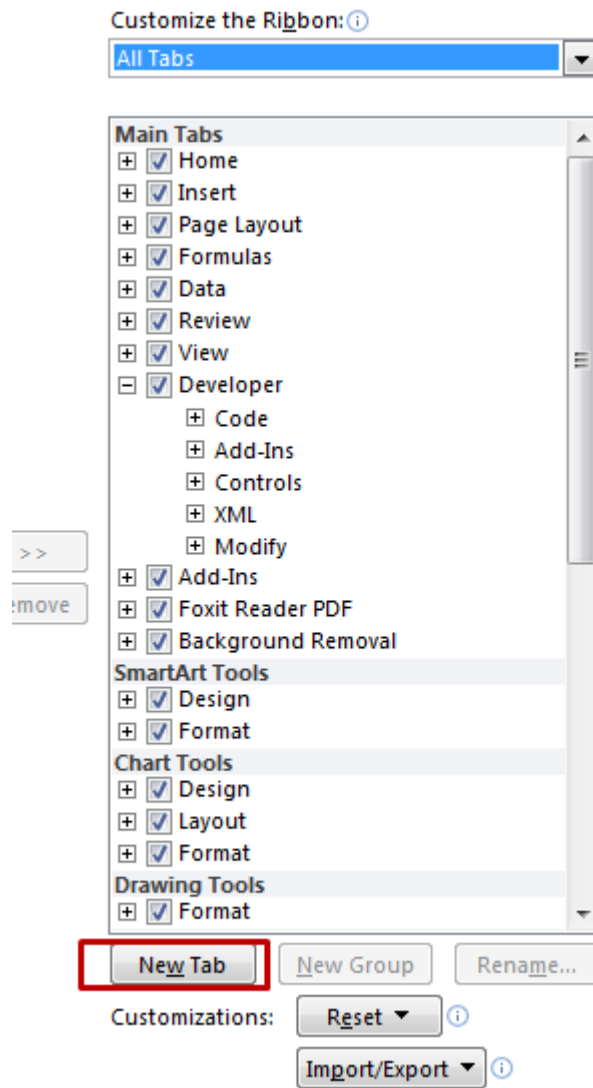 Customize the Ribbon:
All Tabs
Main Tabs
Home
Insert
Page Layout
Formulas
Data
Review
View
Developer
Code
Add-Ins
Controls
XML
Modify
>>
Add-Ins
emove
Foxit Reader PDF
Background Removal
SmartArt Tools
Design
Format
Chart Tools
Design
Layout
Format
Drawing Tools
Format
New Tab New Group Rename...
Customizations: Reset
Import/Export